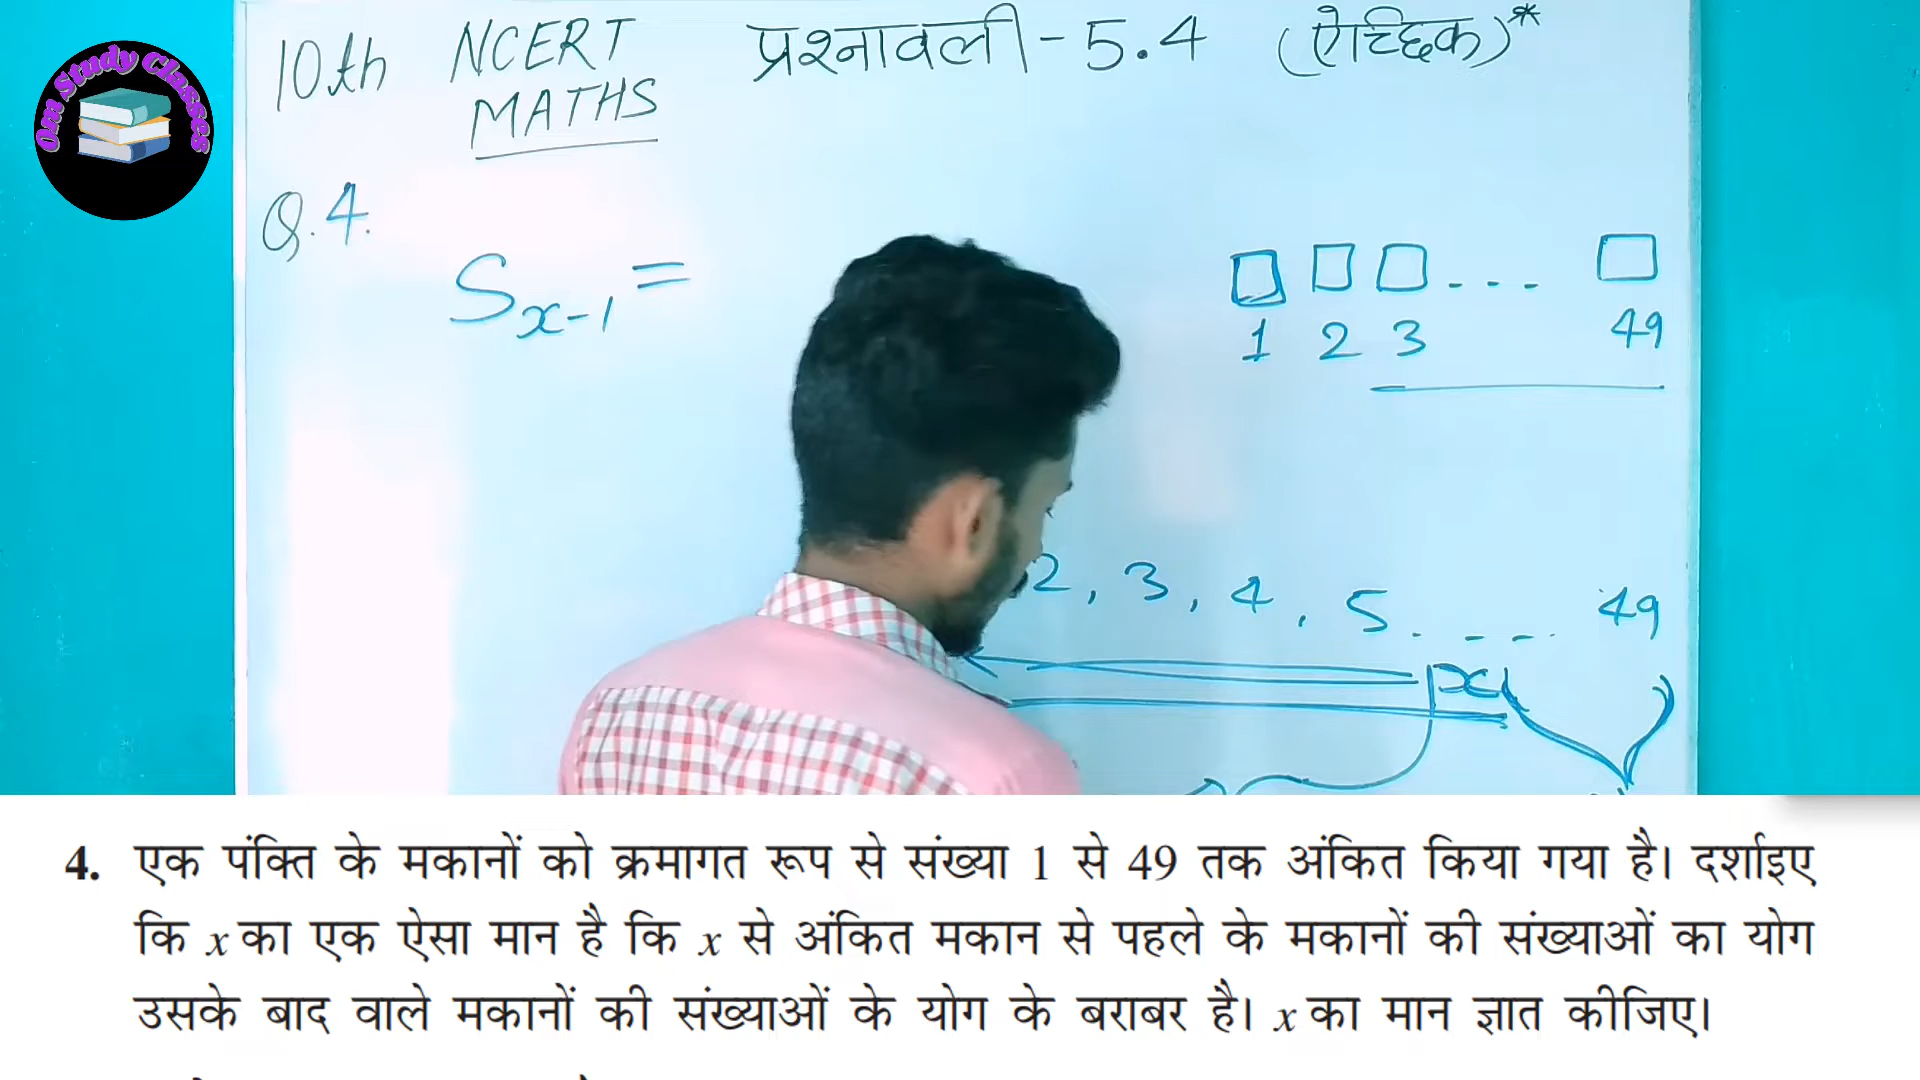 Om Study Classes
10th NCERT MATHS प्रश्नावली - 5.4 (ऐच्छिक)*
Q.4.
S x-1 =
1 2 3 ... 49
2, 3, 4, 5. - - - 49
x
4. एक पंक्ति के मकानों को क्रमागत रूप से संख्या 1 से 49 तक अंकित किया गया है। दर्शाइए
कि x का एक ऐसा मान है कि x से अंकित मकान से पहले के मकानों की संख्याओं का योग
उसके बाद वाले मकानों की संख्याओं के योग के बराबर है। x का मान ज्ञात कीजिए।